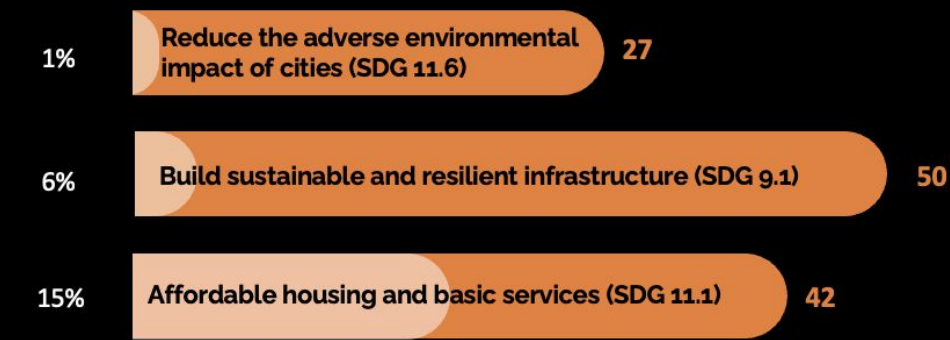 1%
Reduce the adverse environmental
impact of cities (SDG 11.6)
27
6%
Build sustainable and resilient infrastructure (SDG 9.1)
50
15%
Affordable housing and basic services (SDG 11.1)
42